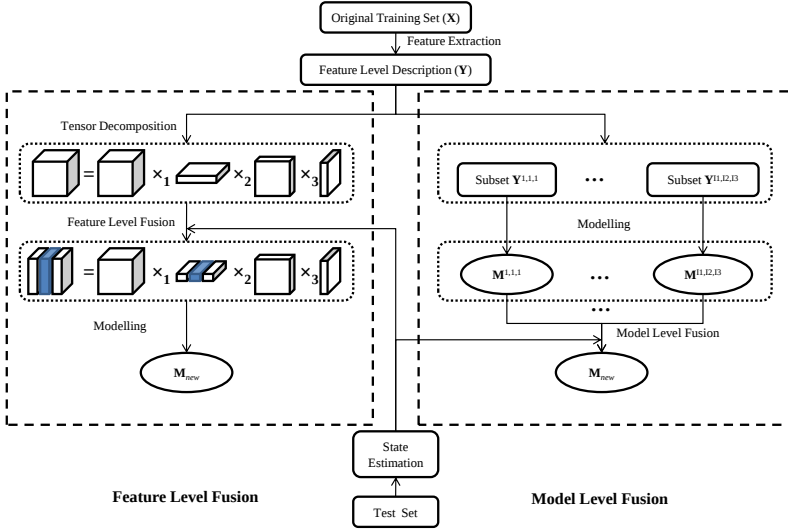 Original Training Set (X)
Feature Extraction
Feature Level Description (Y)
Tensor Decomposition
= ×1 ×2 ×3
Feature Level Fusion
= ×1 ×2 ×3
Modelling
Mnew
Subset Y1,1,1 ... Subset YI1,I2,I3
Modelling
M1,1,1 ... MI1,I2,I3
...
Model Level Fusion
Mnew
State
Estimation
Test Set
Feature Level Fusion
Model Level Fusion